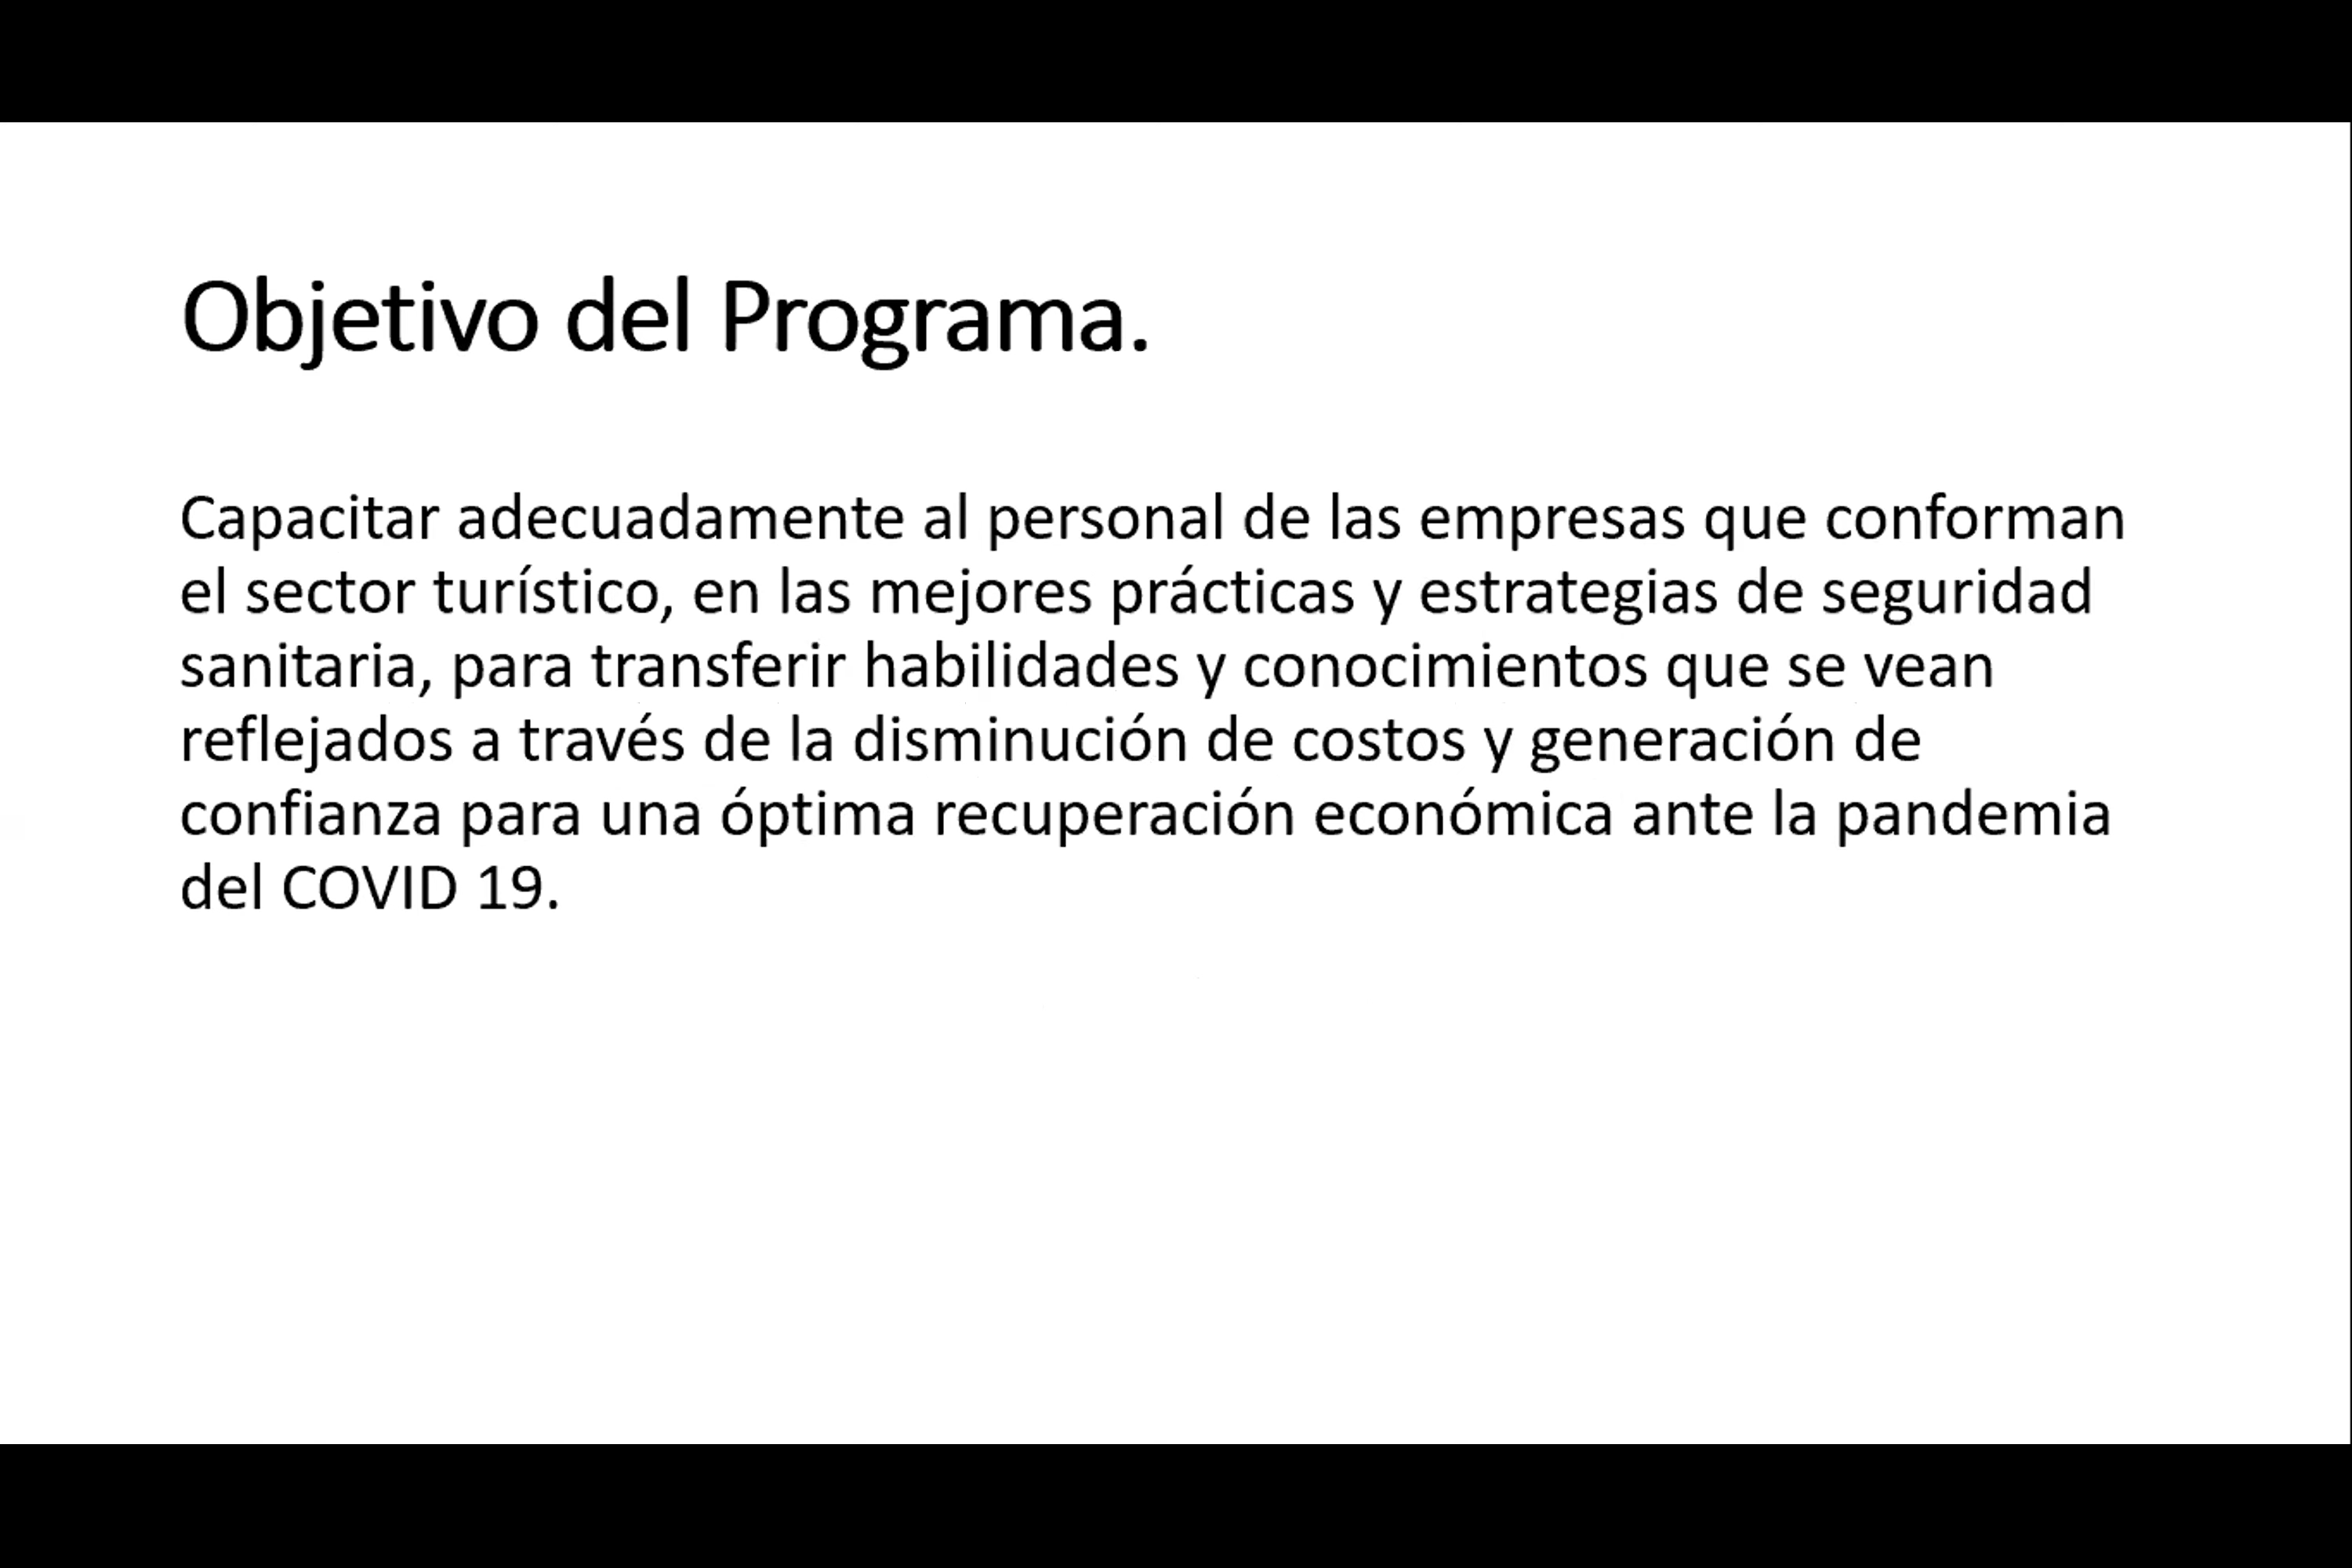 Objetivo del Programa.
Capacitar adecuadamente al personal de las empresas que conforman
el sector turístico, en las mejores prácticas y estrategias de seguridad
sanitaria, para transferir habilidades y conocimientos que se vean
reflejados a través de la disminución de costos y generación de
confianza para una óptima recuperación económica ante la pandemia
del COVID 19.